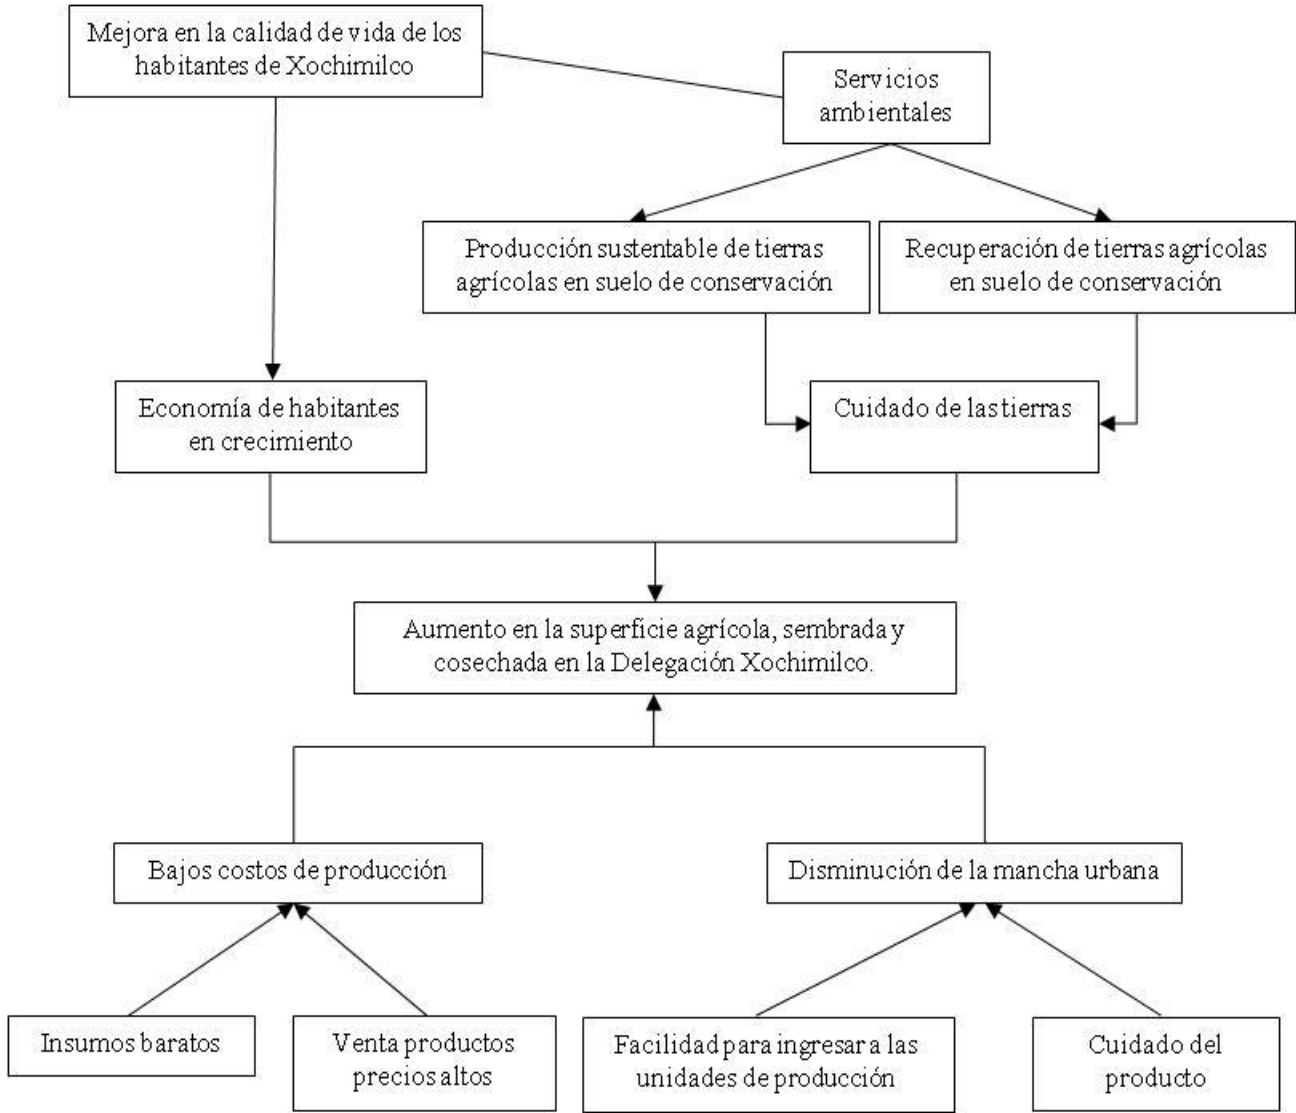 Mejora en la calidad de vida de los
habitantes de Xochimilco
Servicios
ambientales
Producción sustentable de tierras
agrícolas en suelo de conservación
Recuperación de tierras agrícolas
en suelo de conservación
Economía de habitantes
en crecimiento
Cuidado de las tierras
Aumento en la superficie agrícola, sembrada y
cosechada en la Delegación Xochimilco.
Bajos costos de producción
Disminución de la mancha urbana
Insumos baratos
Venta productos
precios altos
Facilidad para ingresar a las
unidades de producción
Cuidado del
producto